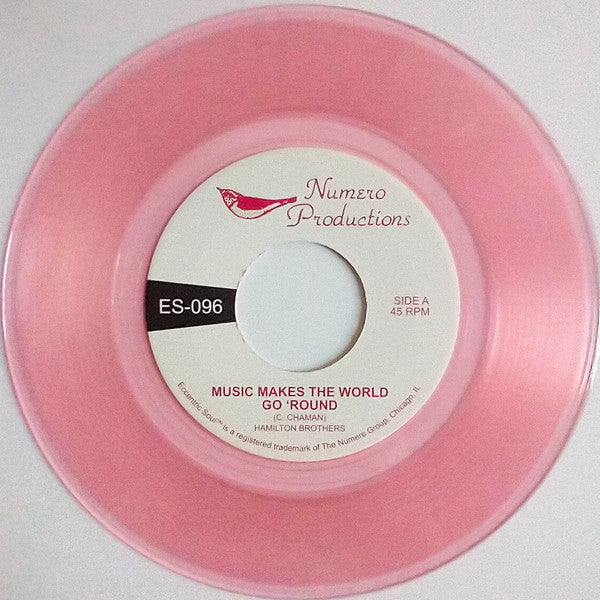 Numero
Productions
ES-096
SIDE A
45 RPM
MUSIC MAKES THE WORLD
GO ‘ROUND
(C. CHAMAN)
HAMILTON BROTHERS
Eccentric Soul™ is a registered trademark of The Numero Group, Chicago, IL